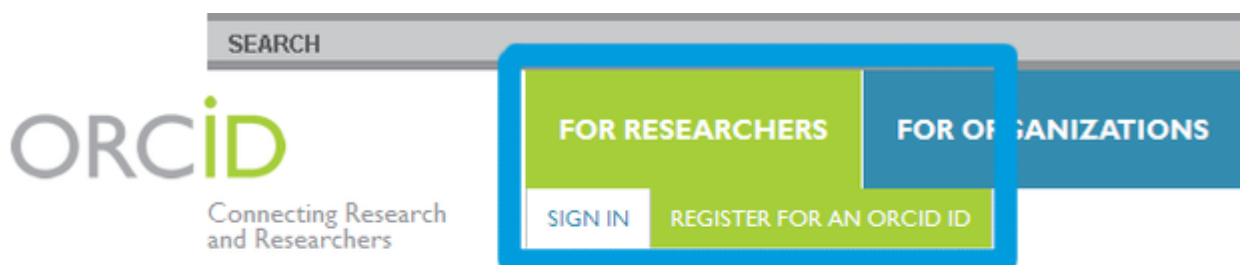 SEARCH
ORCiD
Connecting Research
and Researchers
FOR RESEARCHERS
FOR ORGANIZATIONS
SIGN IN
REGISTER FOR AN ORCID ID